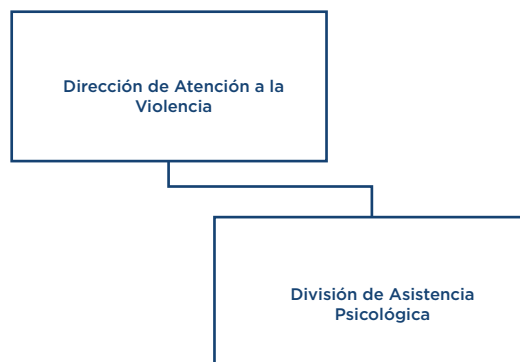 Dirección de Atención a la
Violencia
División de Asistencia
Psicológica